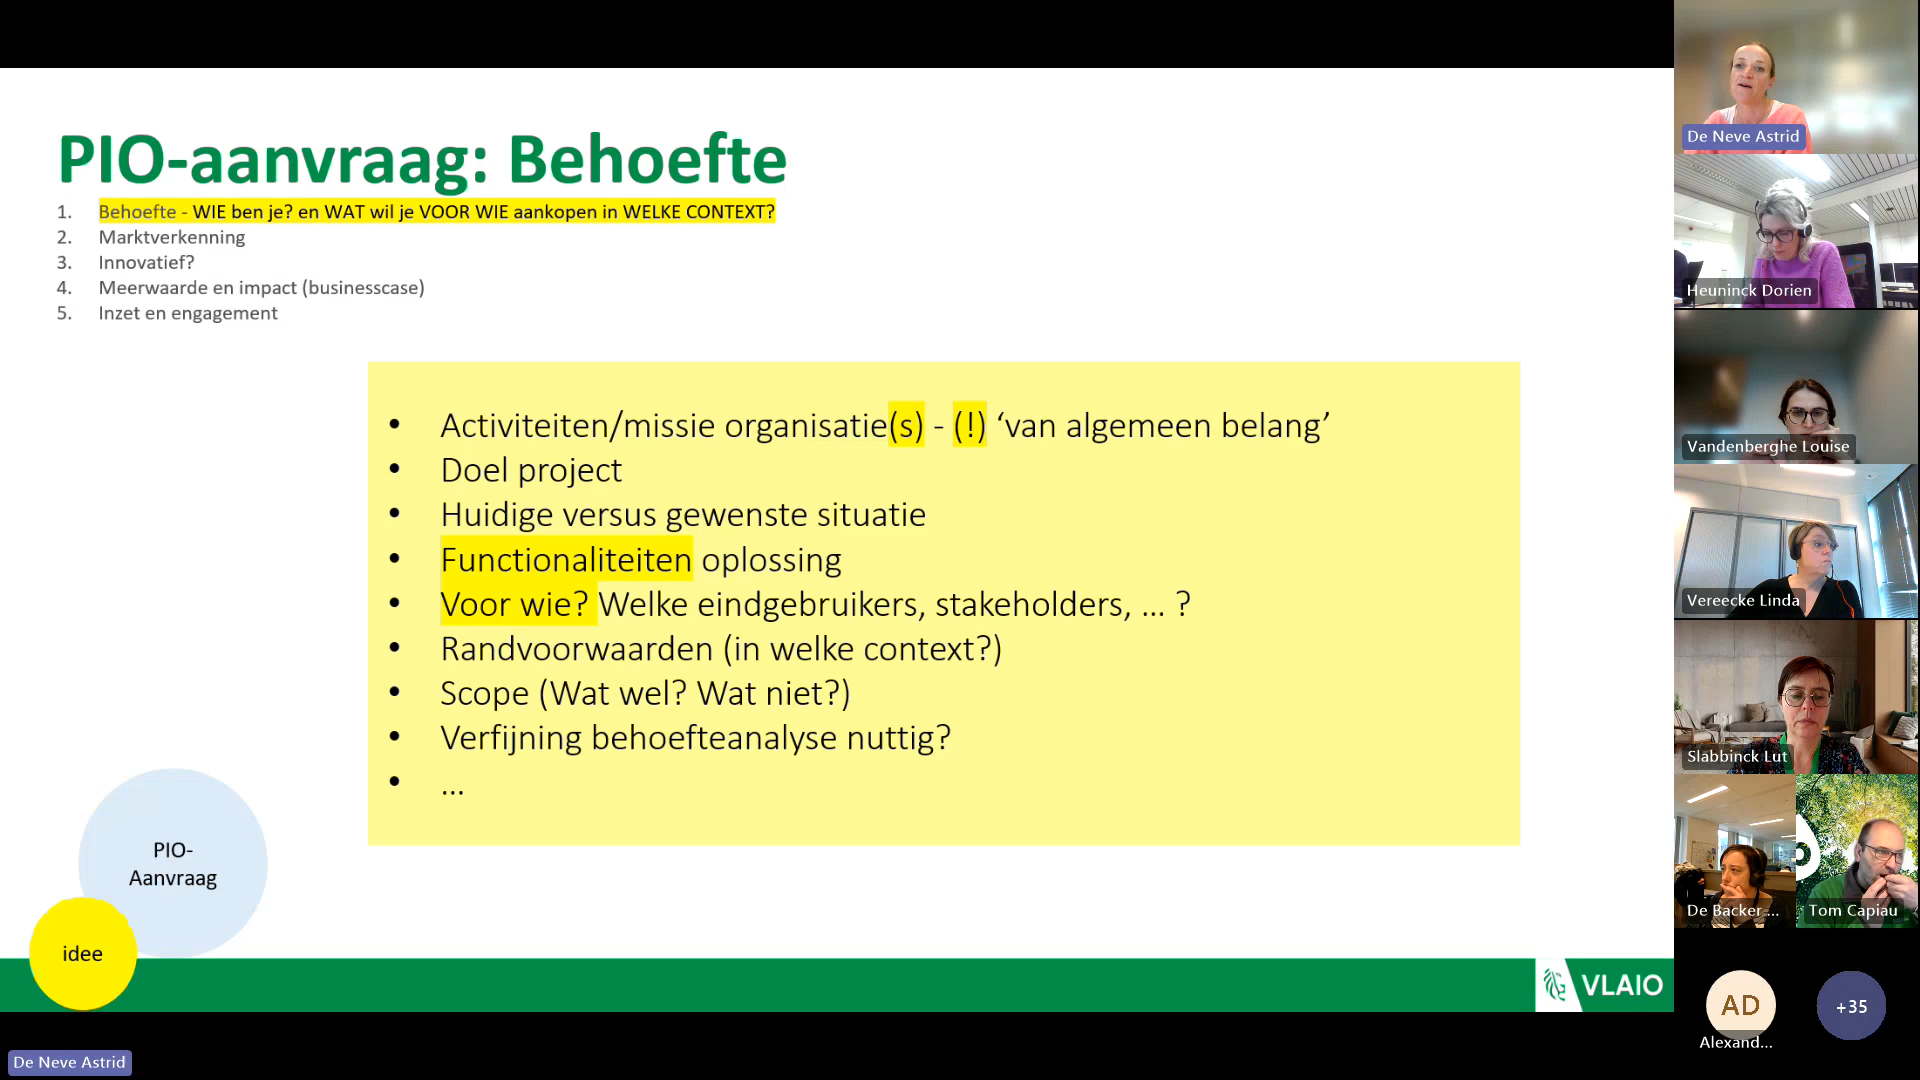 PIO-aanvraag: Behoefte
1. Behoefte - WIE ben je? en WAT wil je VOOR WIE aankopen in WELKE CONTEXT?
2. Marktverkenning
3. Innovatief?
4. Meerwaarde en impact (businesscase)
5. Inzet en engagement
• Activiteiten/missie organisatie(s) - (!) ‘van algemeen belang’
• Doel project
• Huidige versus gewenste situatie
• Functionaliteiten oplossing
• Voor wie? Welke eindgebruikers, stakeholders, ... ?
• Randvoorwaarden (in welke context?)
• Scope (Wat wel? Wat niet?)
• Verfijning behoefteanalyse nuttig?
• ...
PIO-
Aanvraag
idee
VLAIO
De Neve Astrid
De Neve Astrid
Heuninck Dorien
Vandenberghe Louise
Vereecke Linda
Slabbinck Lut
De Backer ...
Tom Capiau
AD
Alexand...
+35